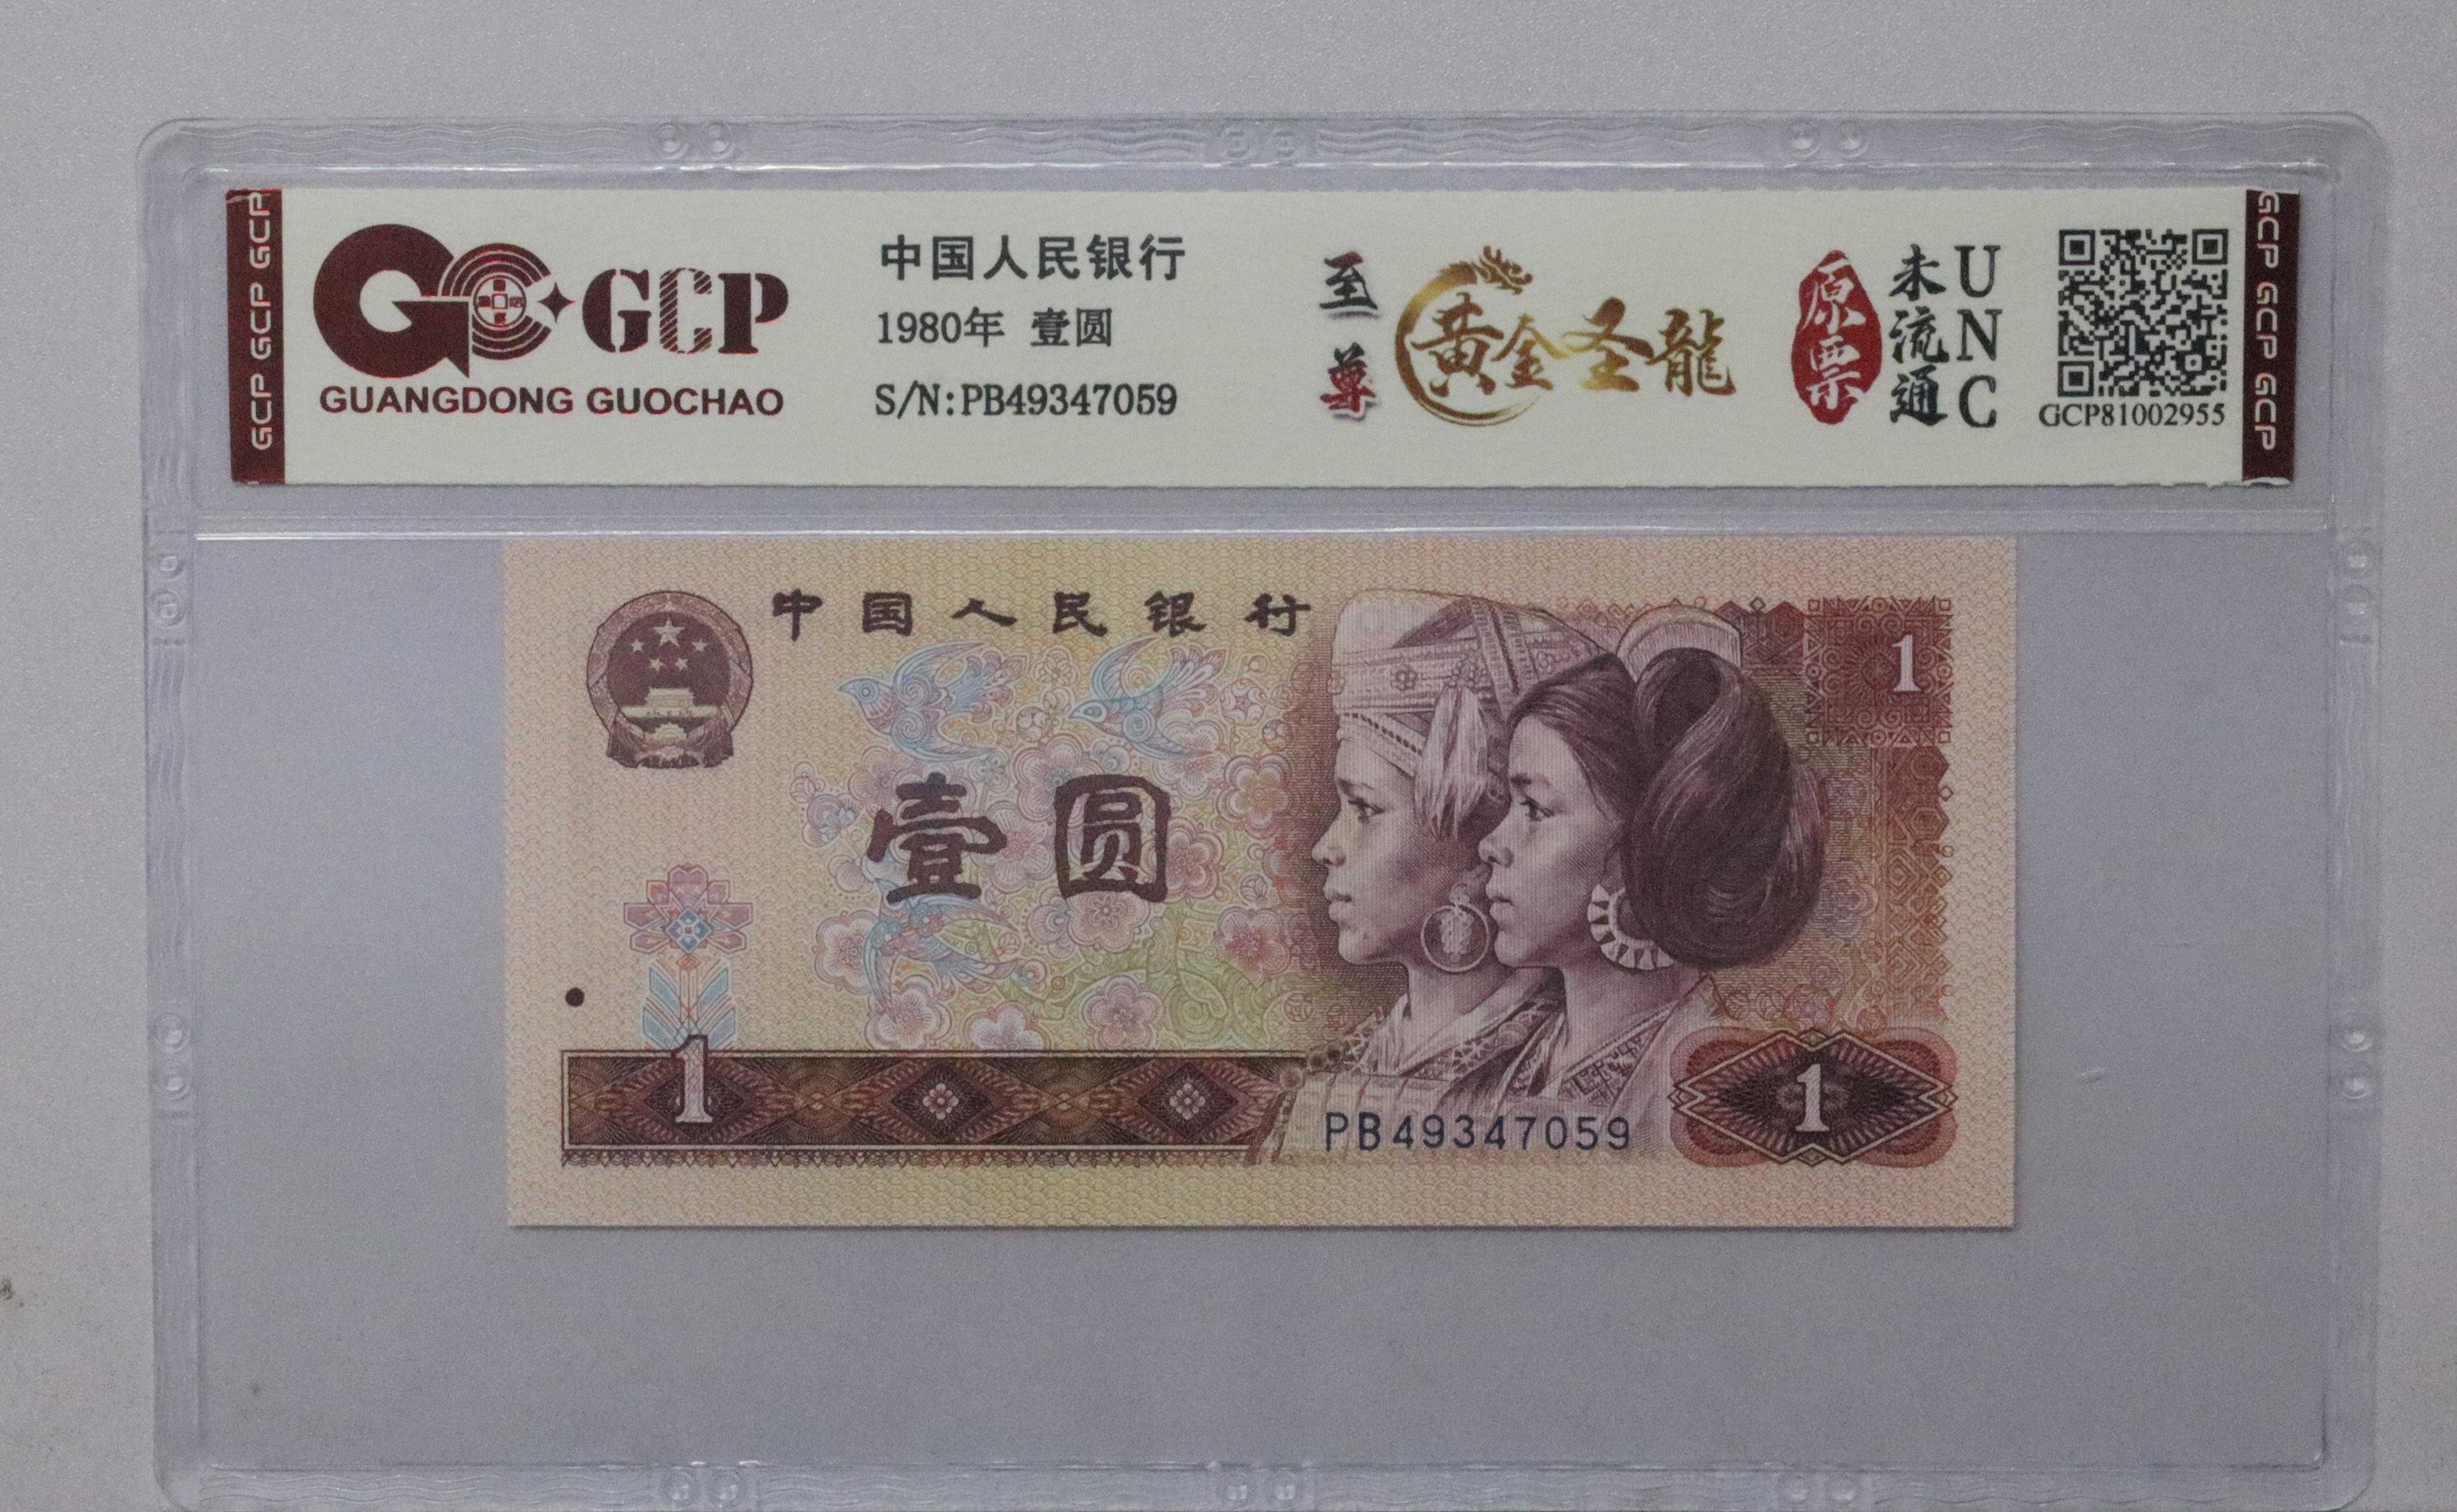 GCP GCP GCP
GCP
GUANGDONG GUOCHAO
中国人民银行
1980年 壹圆
S/N:PB49347059
至尊
黄金圣龍
原票
未流通
UNC
GCP81002955
GCP GCP GCP
中国人民银行
1
壹圆
1
PB49347059
1